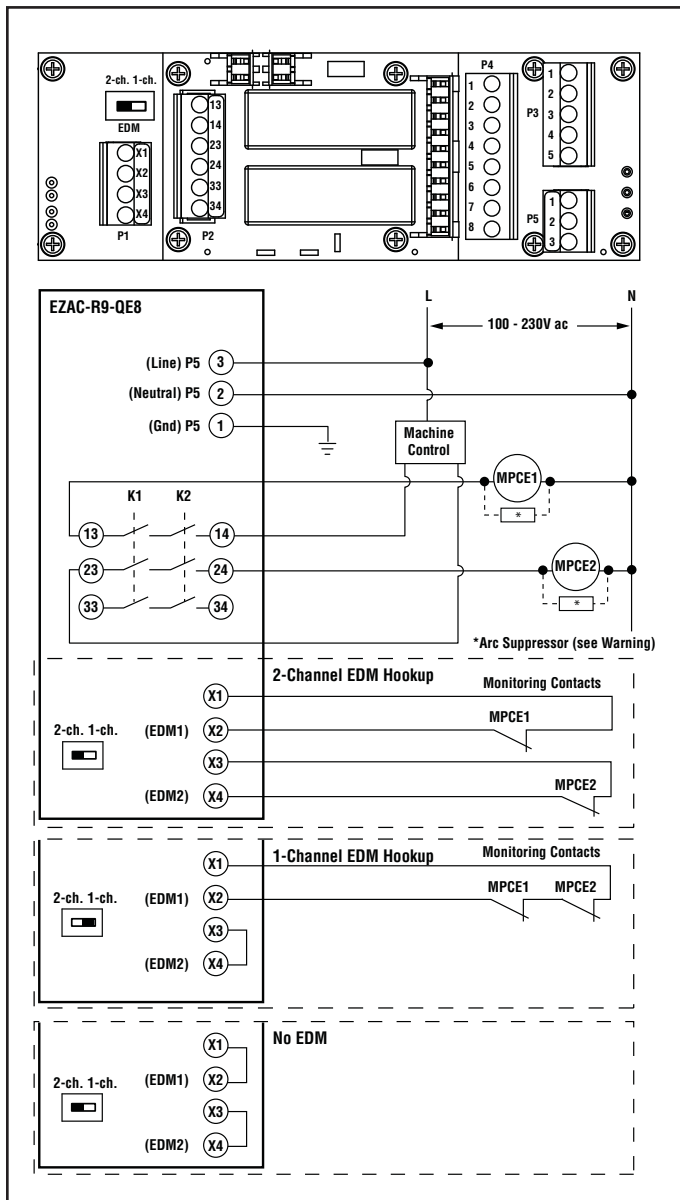 2-ch. 1-ch.
EDM
X1
X2
X3
X4
P1
13
14
23
24
33
34
P2
P4
1
2
3
4
5
6
7
8
P3
1
2
3
4
5
P5
1
2
3
EZAC-R9-QE8
L
N
100 - 230V ac
(Line) P5 3
(Neutral) P5 2
(Gnd) P5 1
Machine
Control
K1 K2
MPCE1
*
13 14
23 24
MPCE2
*
33 34
*Arc Suppressor (see Warning)
2-Channel EDM Hookup
Monitoring Contacts
X1
MPCE1
2-ch. 1-ch.
(EDM1) X2
X3
MPCE2
(EDM2) X4
1-Channel EDM Hookup
Monitoring Contacts
X1
MPCE1 MPCE2
2-ch. 1-ch.
(EDM1) X2
X3
(EDM2) X4
No EDM
X1
2-ch. 1-ch.
(EDM1) X2
X3
(EDM2) X4